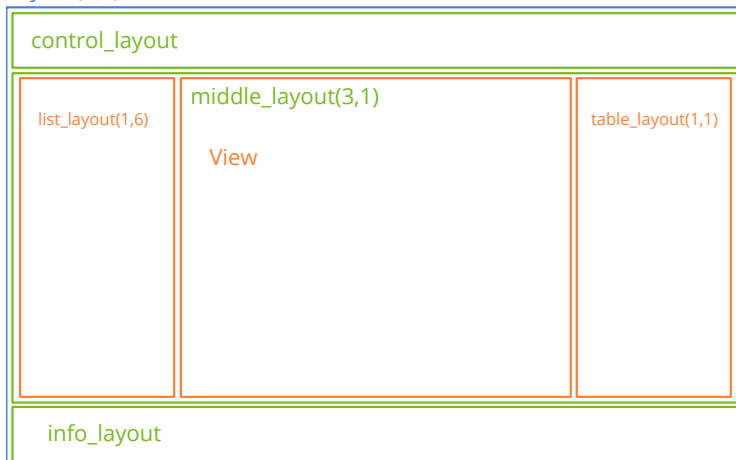 control_layout
middle_layout(3,1)
list_layout(1,6)
table_layout(1,1)
View
info_layout